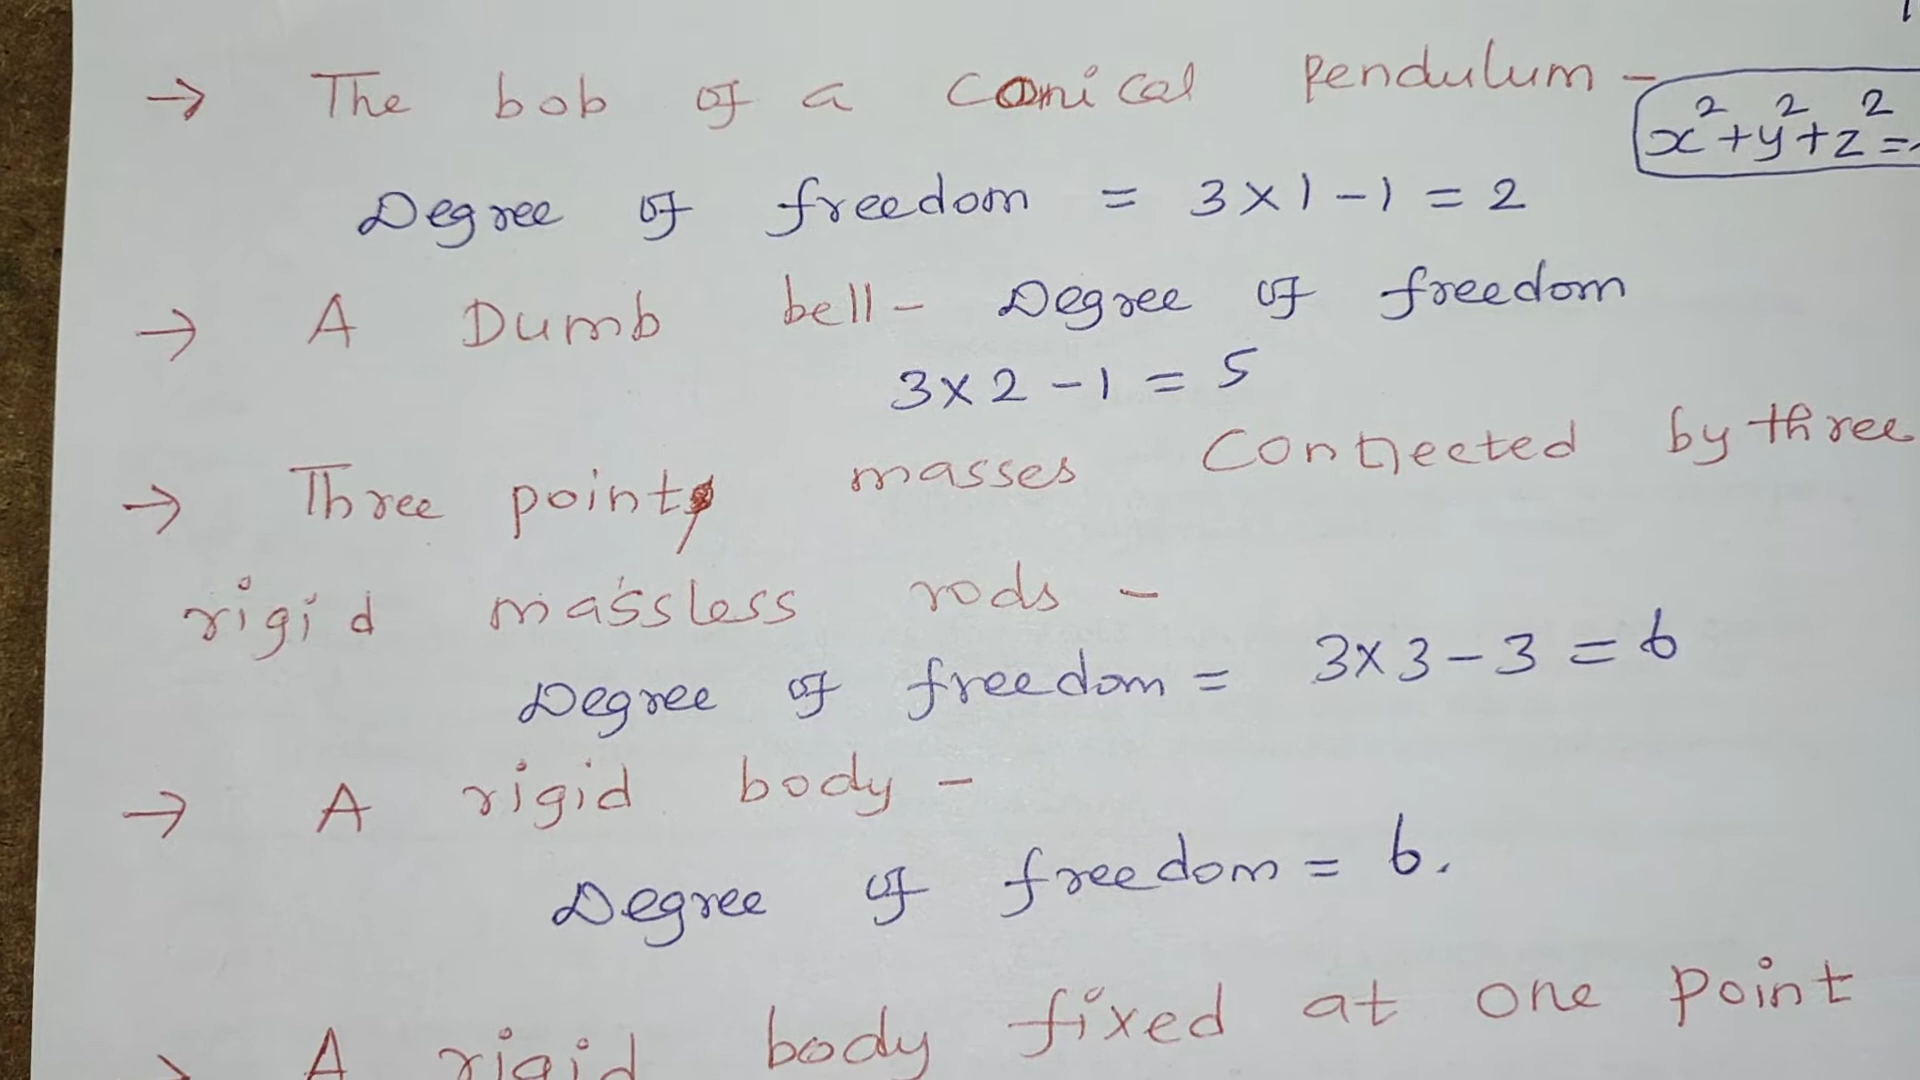 → The bob of a conical pendulum -
x²+y²+z²=
Degree of freedom = 3×1-1=2
→ A Dumb bell- Degree of freedom
3×2-1=5
→ Three point masses connected by three
rigid massless rods -
Degree of freedom = 3×3-3=6
→ A rigid body-
Degree of freedom = 6.
A rigid body fixed at one point